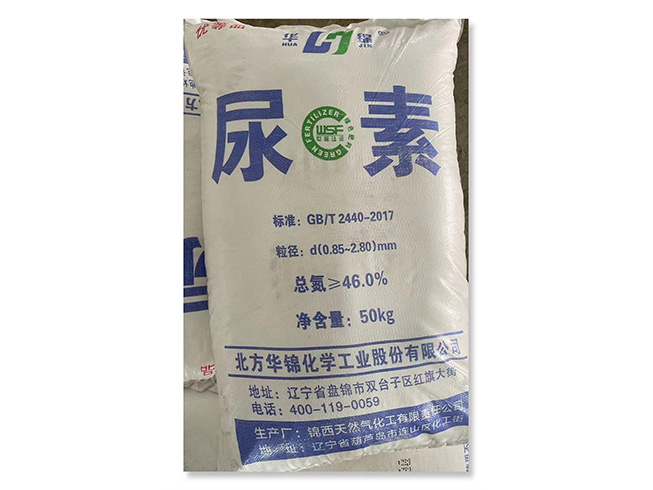 优等品
HUA
JIN
尿素
GREEN FERTILIZER
WSF
标准：GB/T 2440-2017
粒径：d(0.85~2.80)mm
总氮≥46.0%
净含量：50kg
北方华锦化学工业股份有限公司
地址：辽宁省盘锦市双台子区红旗大街
电话：400-119-0059
生产厂：锦西天然气化工有限责任公司
地 址：辽宁省葫芦岛市连山区化工街